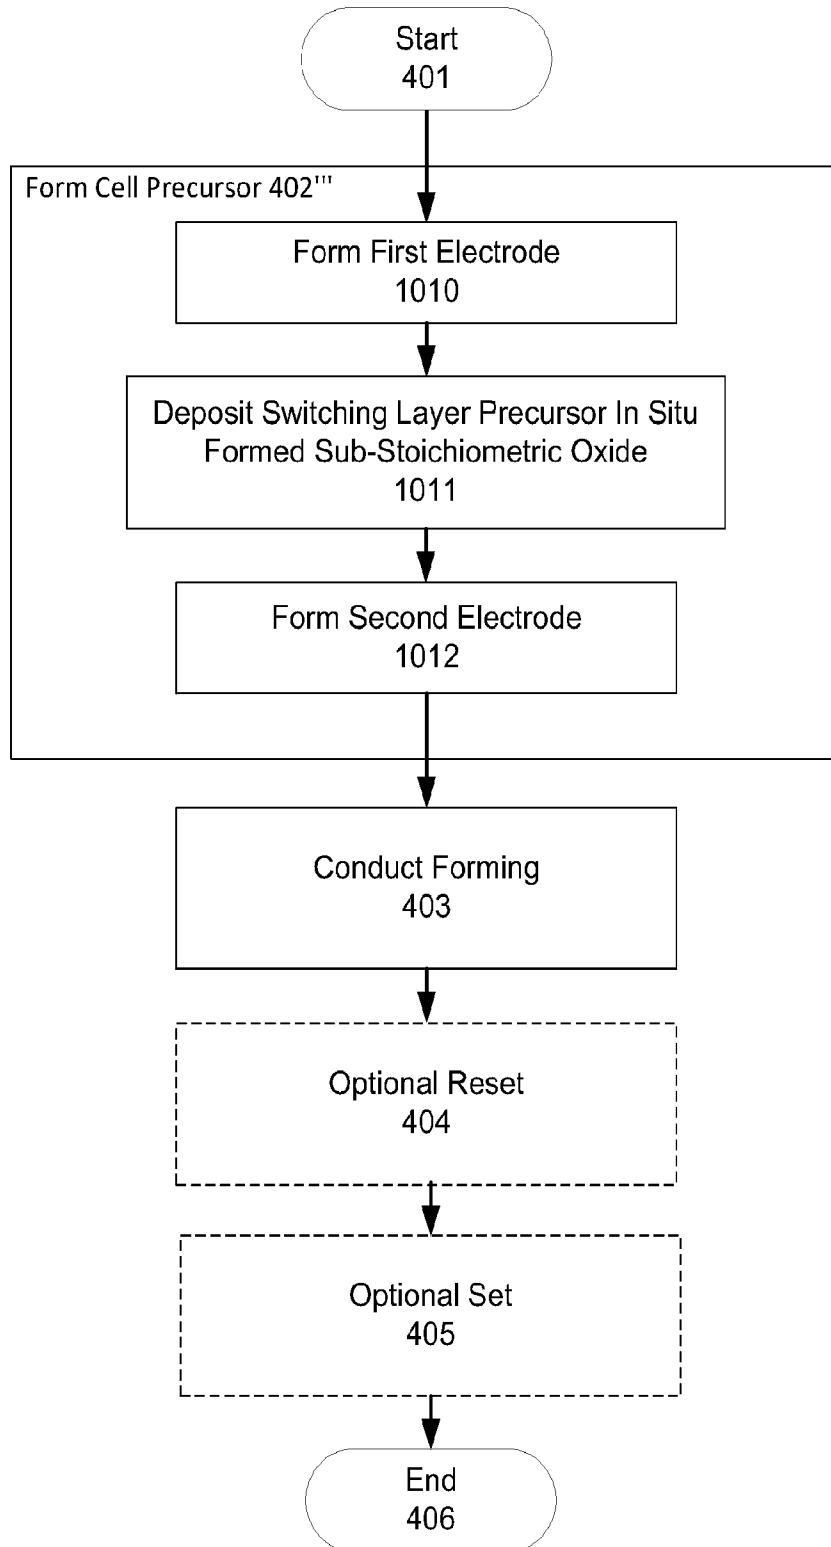 Start
401
Form Cell Precursor 402'''
Form First Electrode
1010
Deposit Switching Layer Precursor In Situ
Formed Sub-Stoichiometric Oxide
1011
Form Second Electrode
1012
Conduct Forming
403
Optional Reset
404
Optional Set
405
End
406